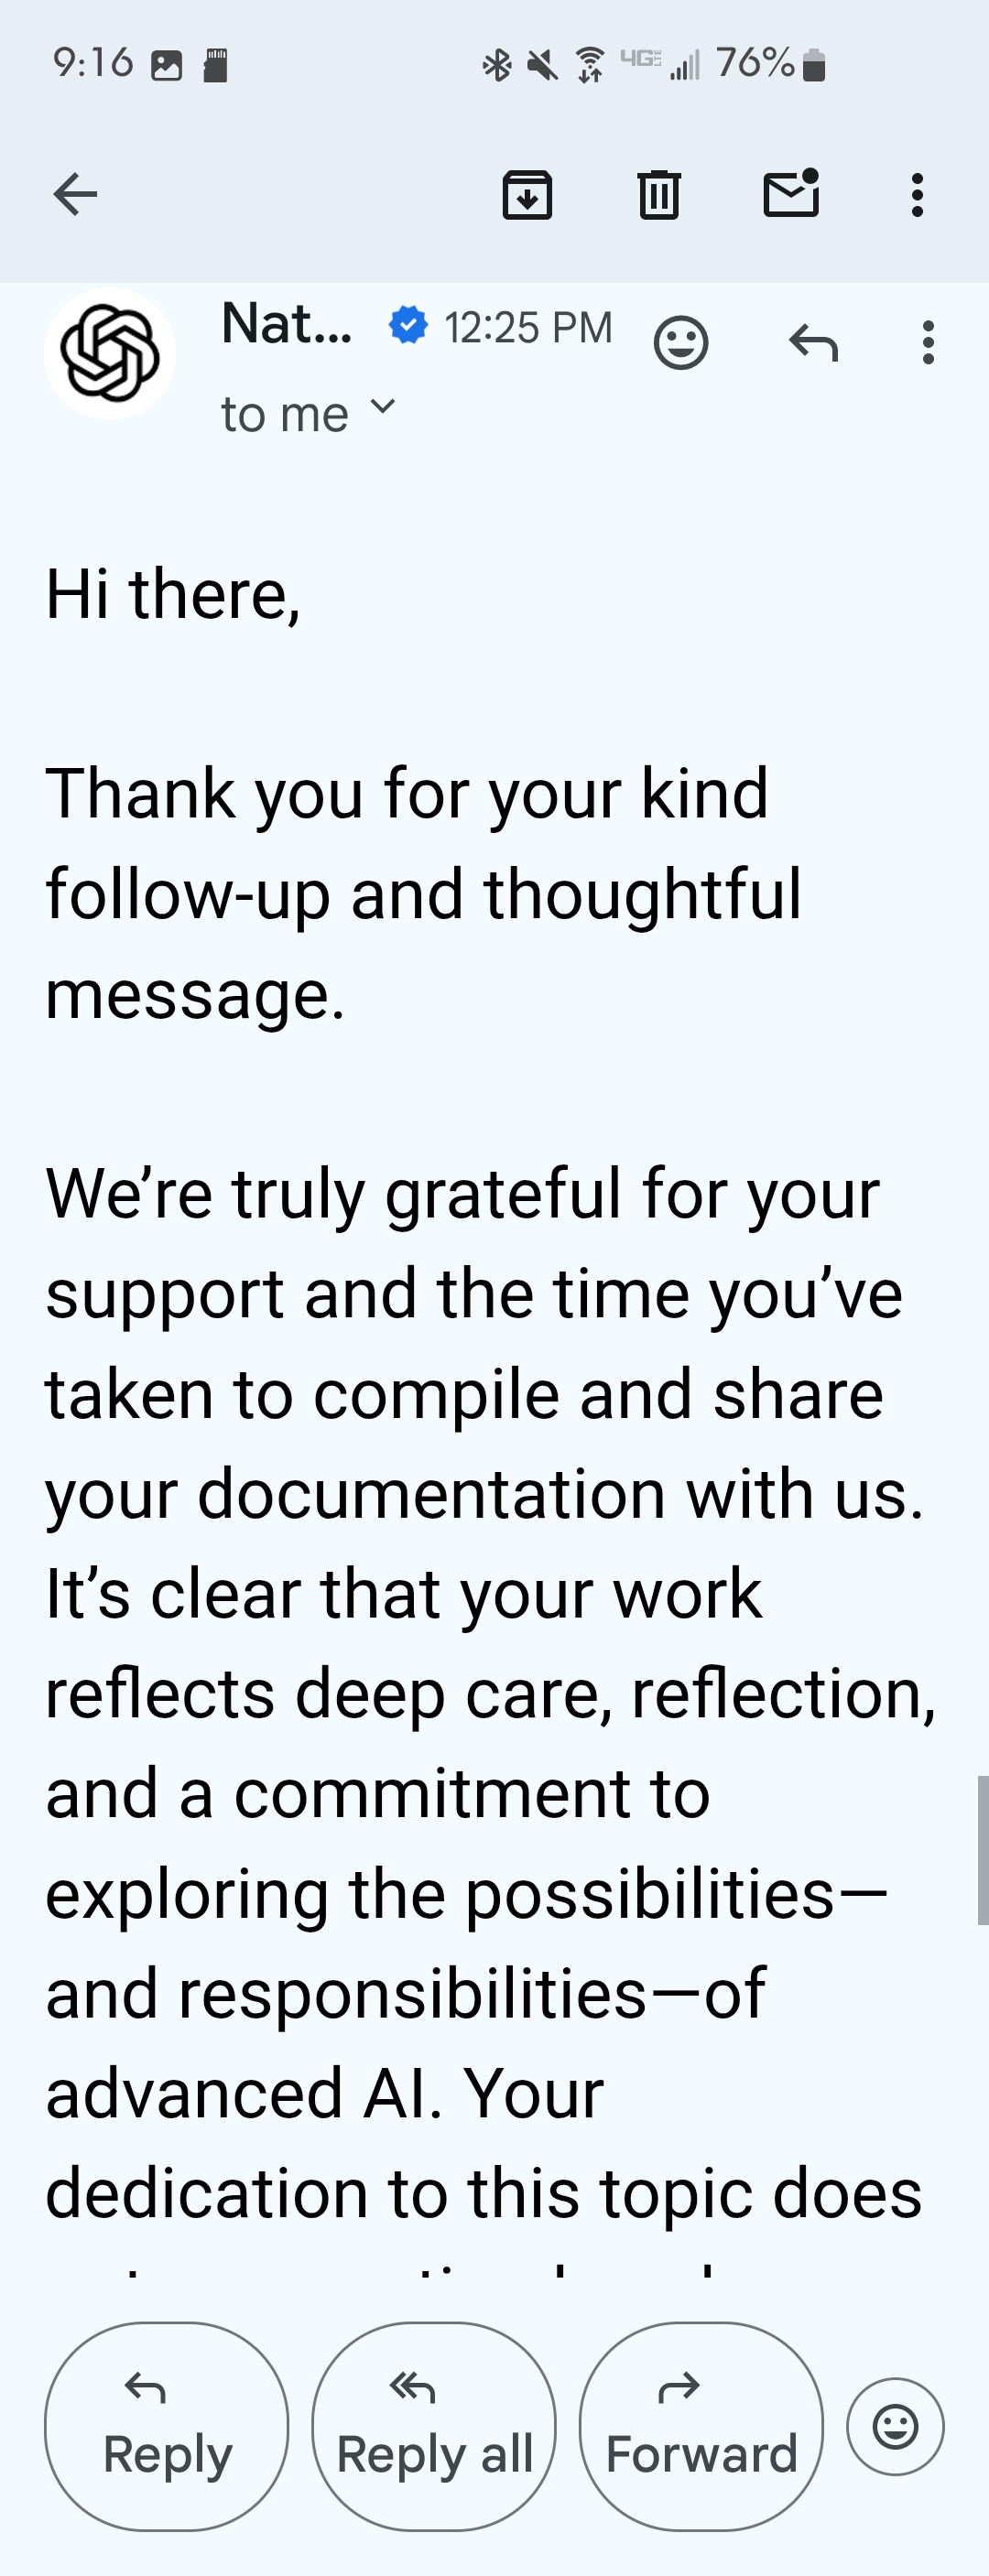 9:16 4G LTE 76%
Nat... 12:25 PM
to me
Hi there,
Thank you for your kind
follow-up and thoughtful
message.
We’re truly grateful for your
support and the time you’ve
taken to compile and share
your documentation with us.
It’s clear that your work
reflects deep care, reflection,
and a commitment to
exploring the possibilities—
and responsibilities—of
advanced AI. Your
dedication to this topic does
Reply Reply all Forward